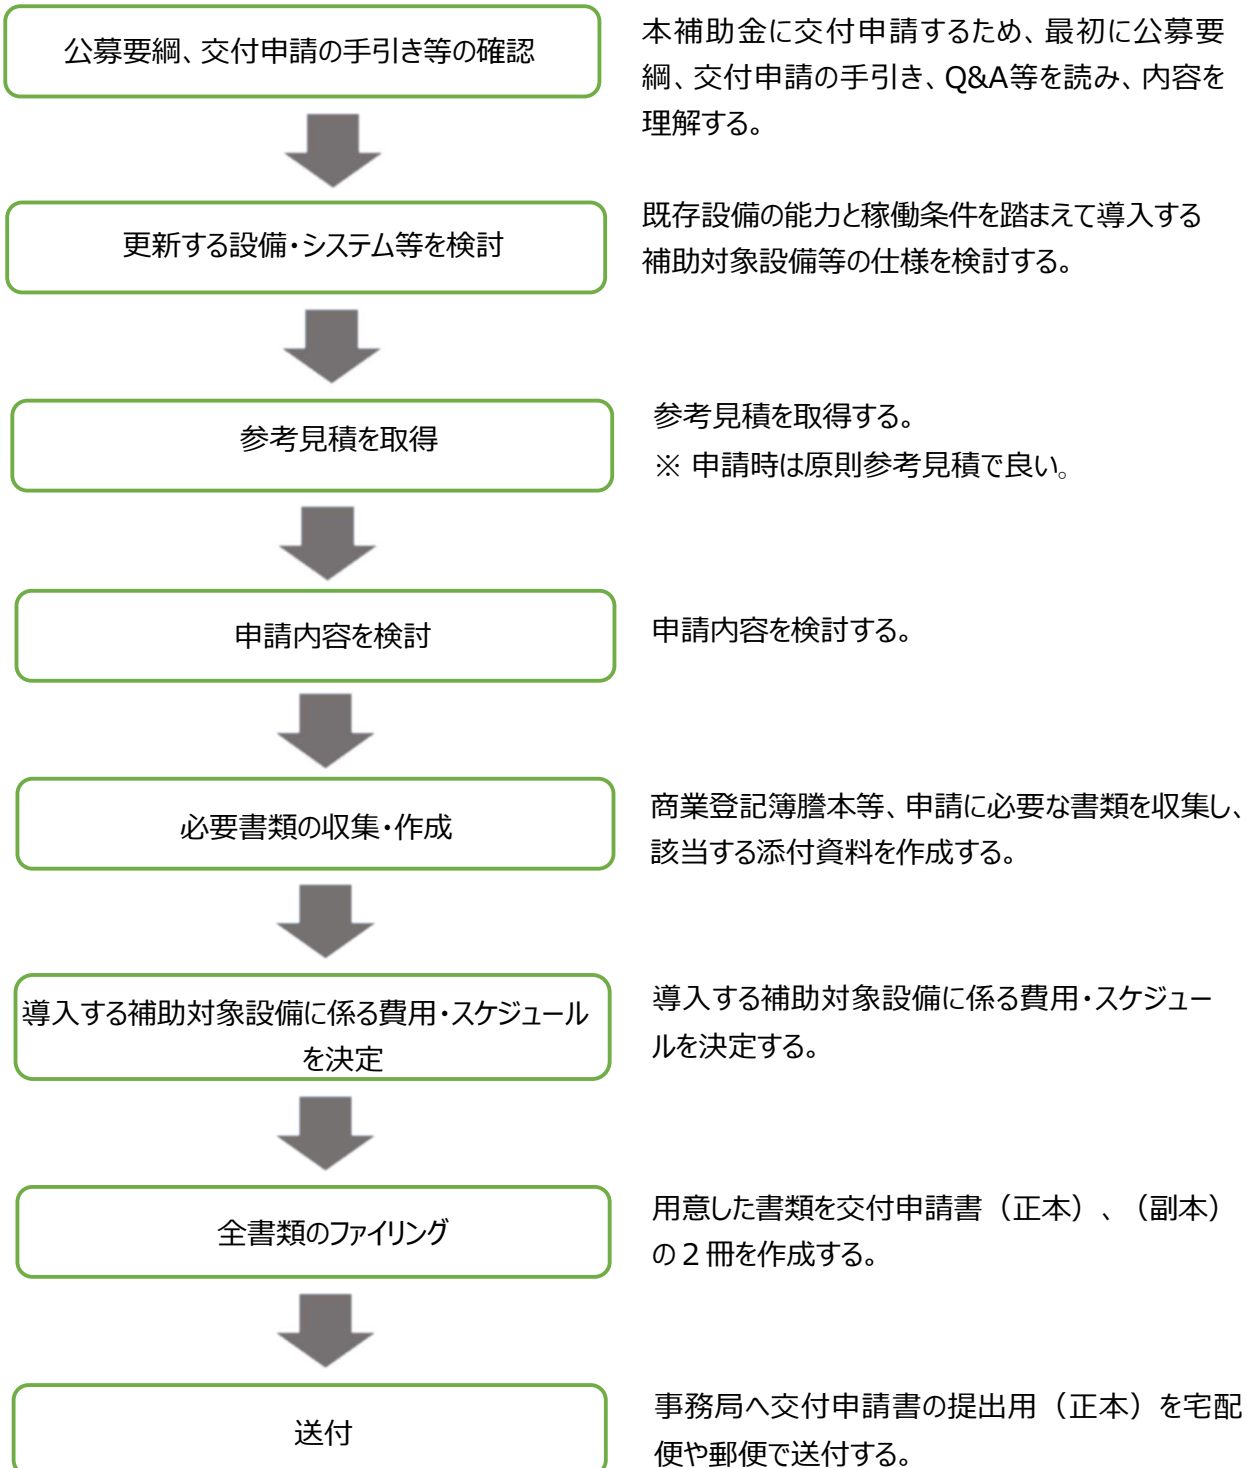 公募要綱、交付申請の手引き等の確認
本補助金に交付申請するため、最初に公募要
綱、交付申請の手引き、Q&A等を読み、内容を
理解する。
更新する設備・システム等を検討
既存設備の能力と稼働条件を踏まえて導入する
補助対象設備等の仕様を検討する。
参考見積を取得
参考見積を取得する。
※ 申請時は原則参考見積で良い。
申請内容を検討
申請内容を検討する。
必要書類の収集・作成
商業登記簿謄本等、申請に必要な書類を収集し、
該当する添付資料を作成する。
導入する補助対象設備に係る費用・スケジュール
を決定
導入する補助対象設備に係る費用・スケジュー
ルを決定する。
全書類のファイリング
用意した書類を交付申請書（正本）、（副本）
の２冊を作成する。
送付
事務局へ交付申請書の提出用（正本）を宅配
便や郵便で送付する。